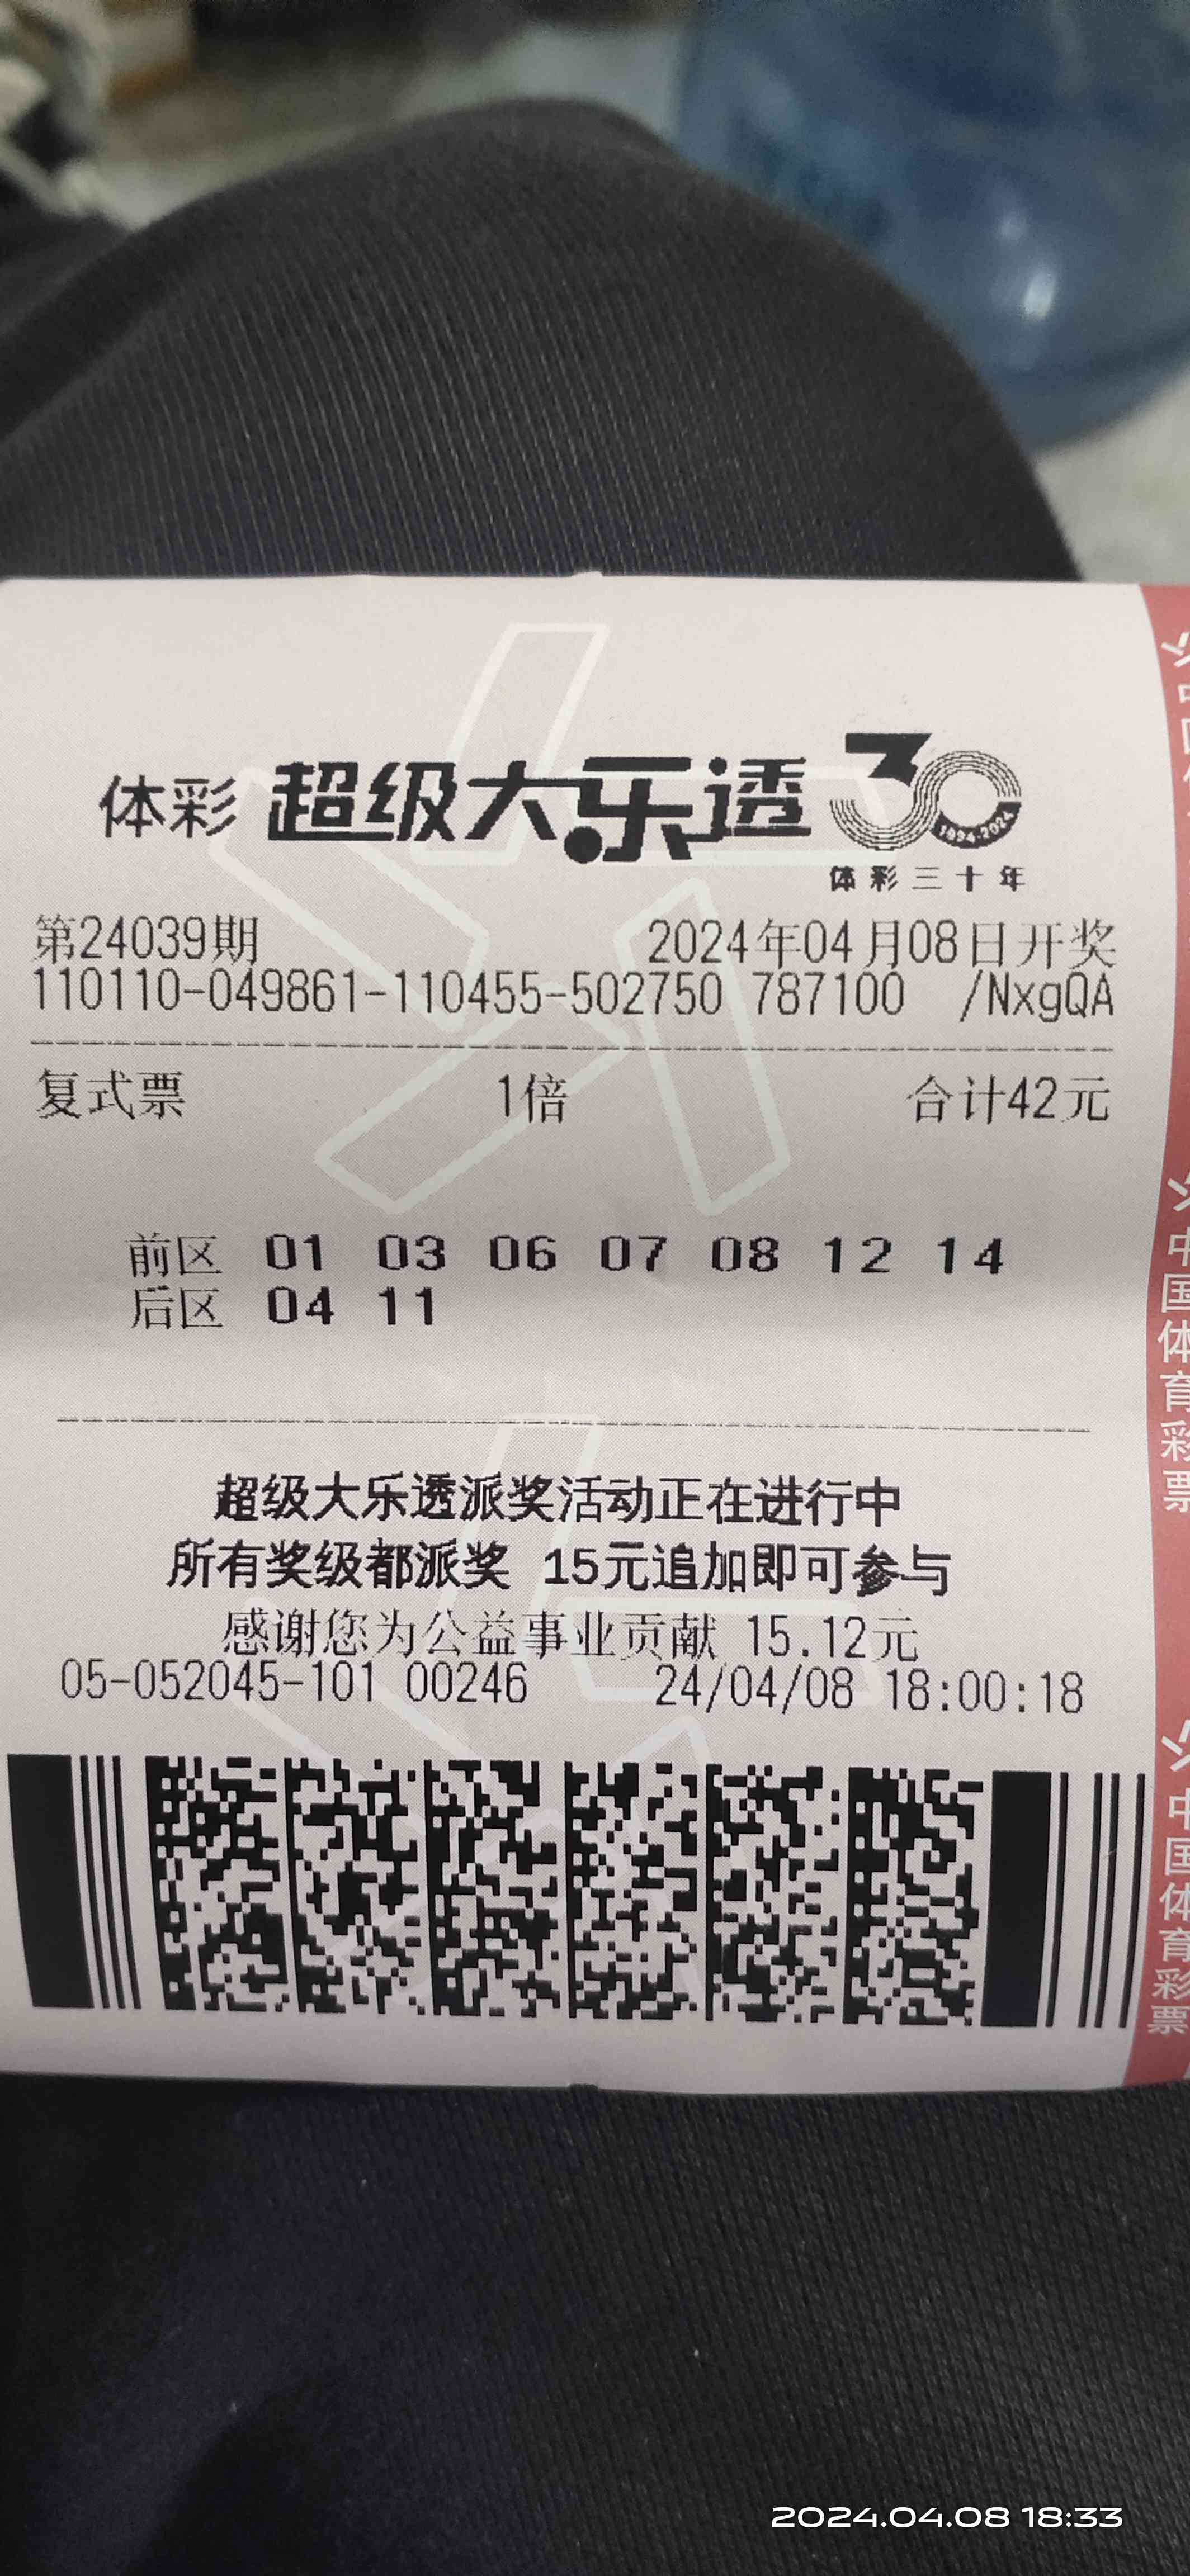 体彩 超级大乐透 30
1994-2024
体彩三十年
第24039期 2024年04月08日开奖
110110-049861-110455-502750 787100 /NxgQA
复式票 1倍 合计42元
前区 01 03 06 07 08 12 14
后区 04 11
超级大乐透派奖活动正在进行中
所有奖级都派奖 15元追加即可参与
感谢您为公益事业贡献 15.12元
05-052045-101 00246 24/04/08 18:00:18
中国体育彩票
中国体育彩票
2024.04.08 18:33